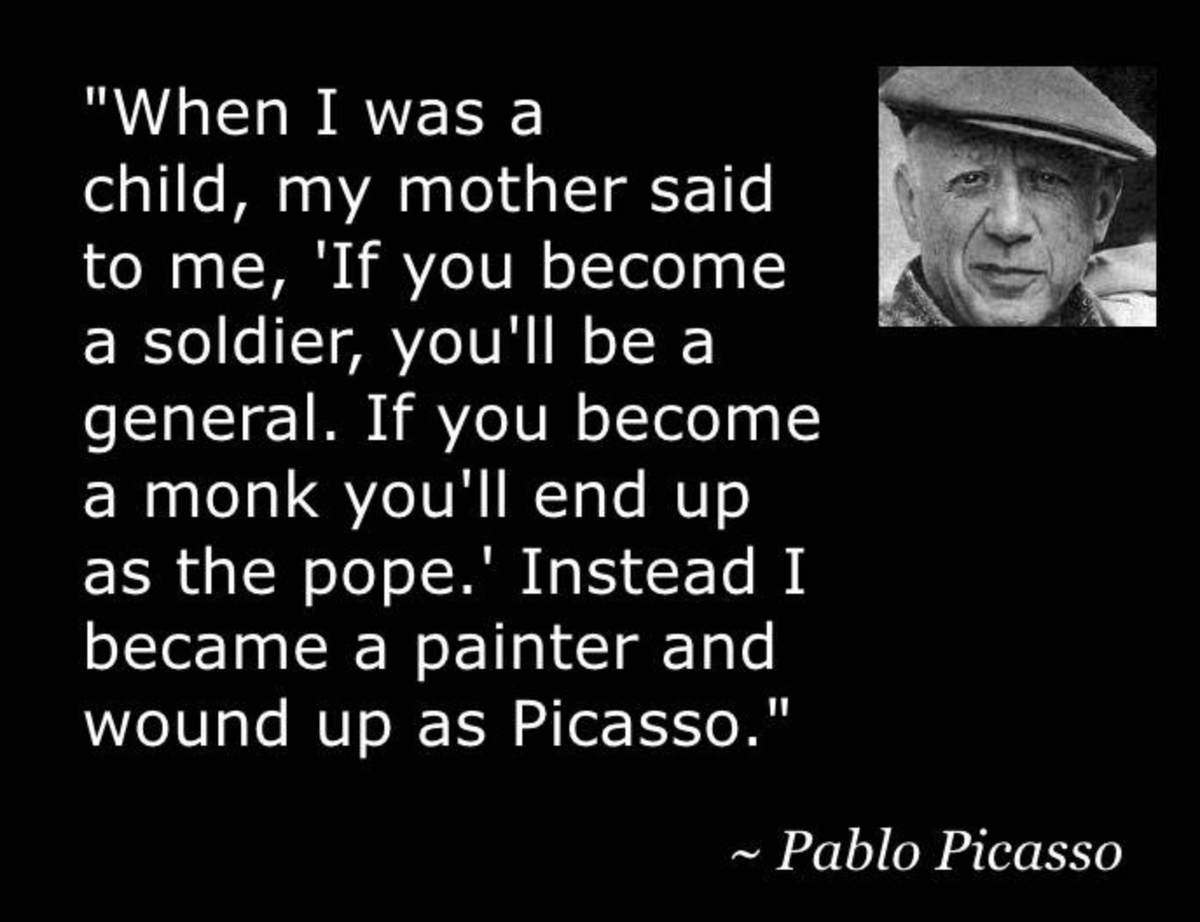 "When I was a
child, my mother said
to me, 'If you become
a soldier, you'll be a
general. If you become
a monk you'll end up
as the pope.' Instead I
became a painter and
wound up as Picasso."
~ Pablo Picasso